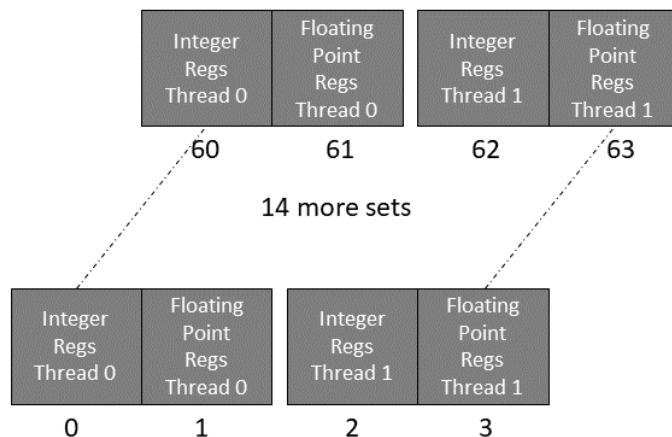 Integer
Regs
Thread 0
Floating
Point
Regs
Thread 0
Integer
Regs
Thread 1
Floating
Point
Regs
Thread 1
60 61 62 63
14 more sets
Integer
Regs
Thread 0
Floating
Point
Regs
Thread 0
Integer
Regs
Thread 1
Floating
Point
Regs
Thread 1
0 1 2 3